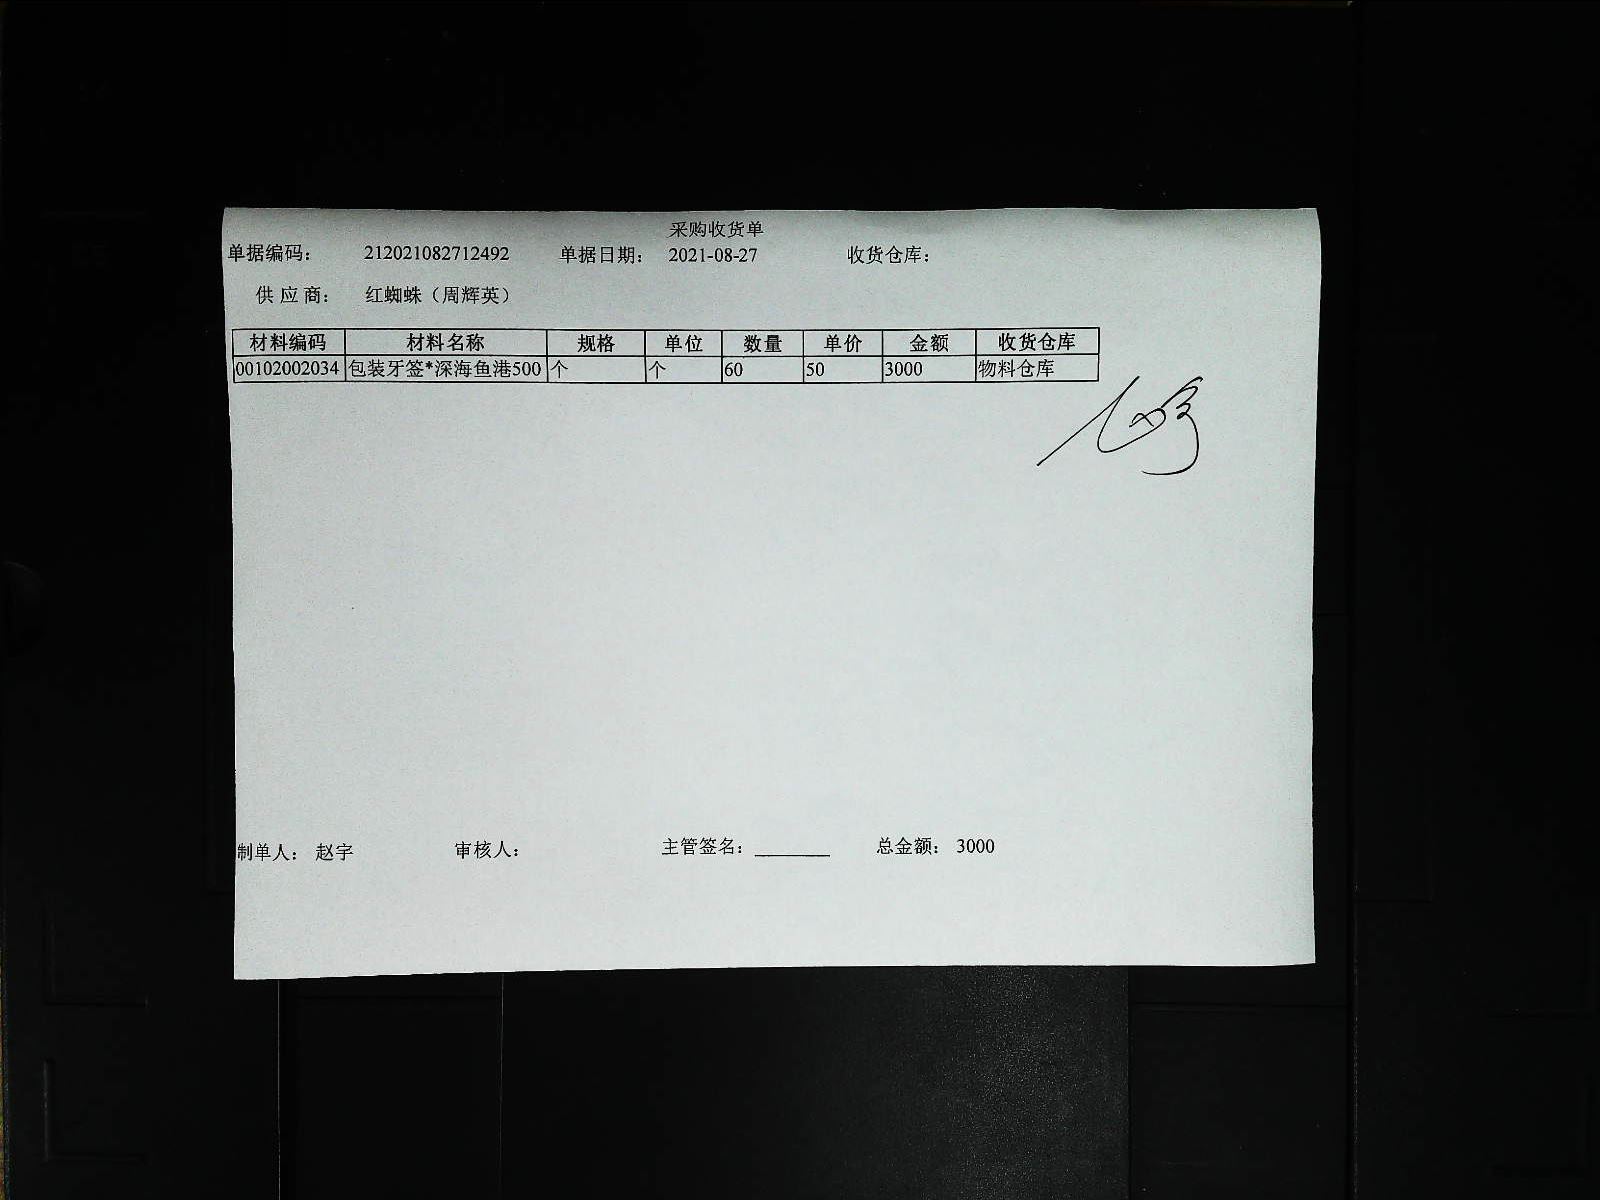 采购收货单
单据编码： 212021082712492 单据日期： 2021-08-27 收货仓库：
供应商： 红蜘蛛（周辉英）
材料编码 材料名称 规格 单位 数量 单价 金额 收货仓库
00102002034 包装牙签*深海鱼港500 个 个 60 50 3000 物料仓库
制单人： 赵宇 审核人： 主管签名：________ 总金额： 3000